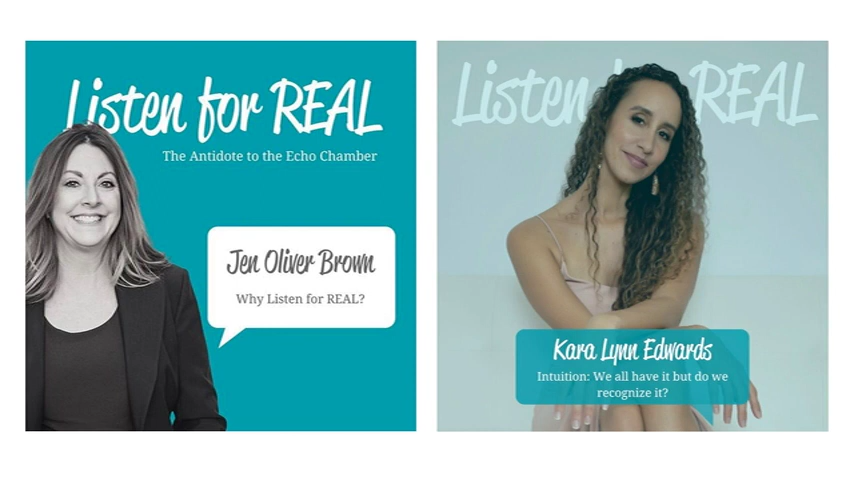 Listen for REAL
The Antidote to the Echo Chamber
Jen Oliver Brown
Why Listen for REAL?
Listen REAL
Kara Lynn Edwards
Intuition: We all have it but do we
recognize it?